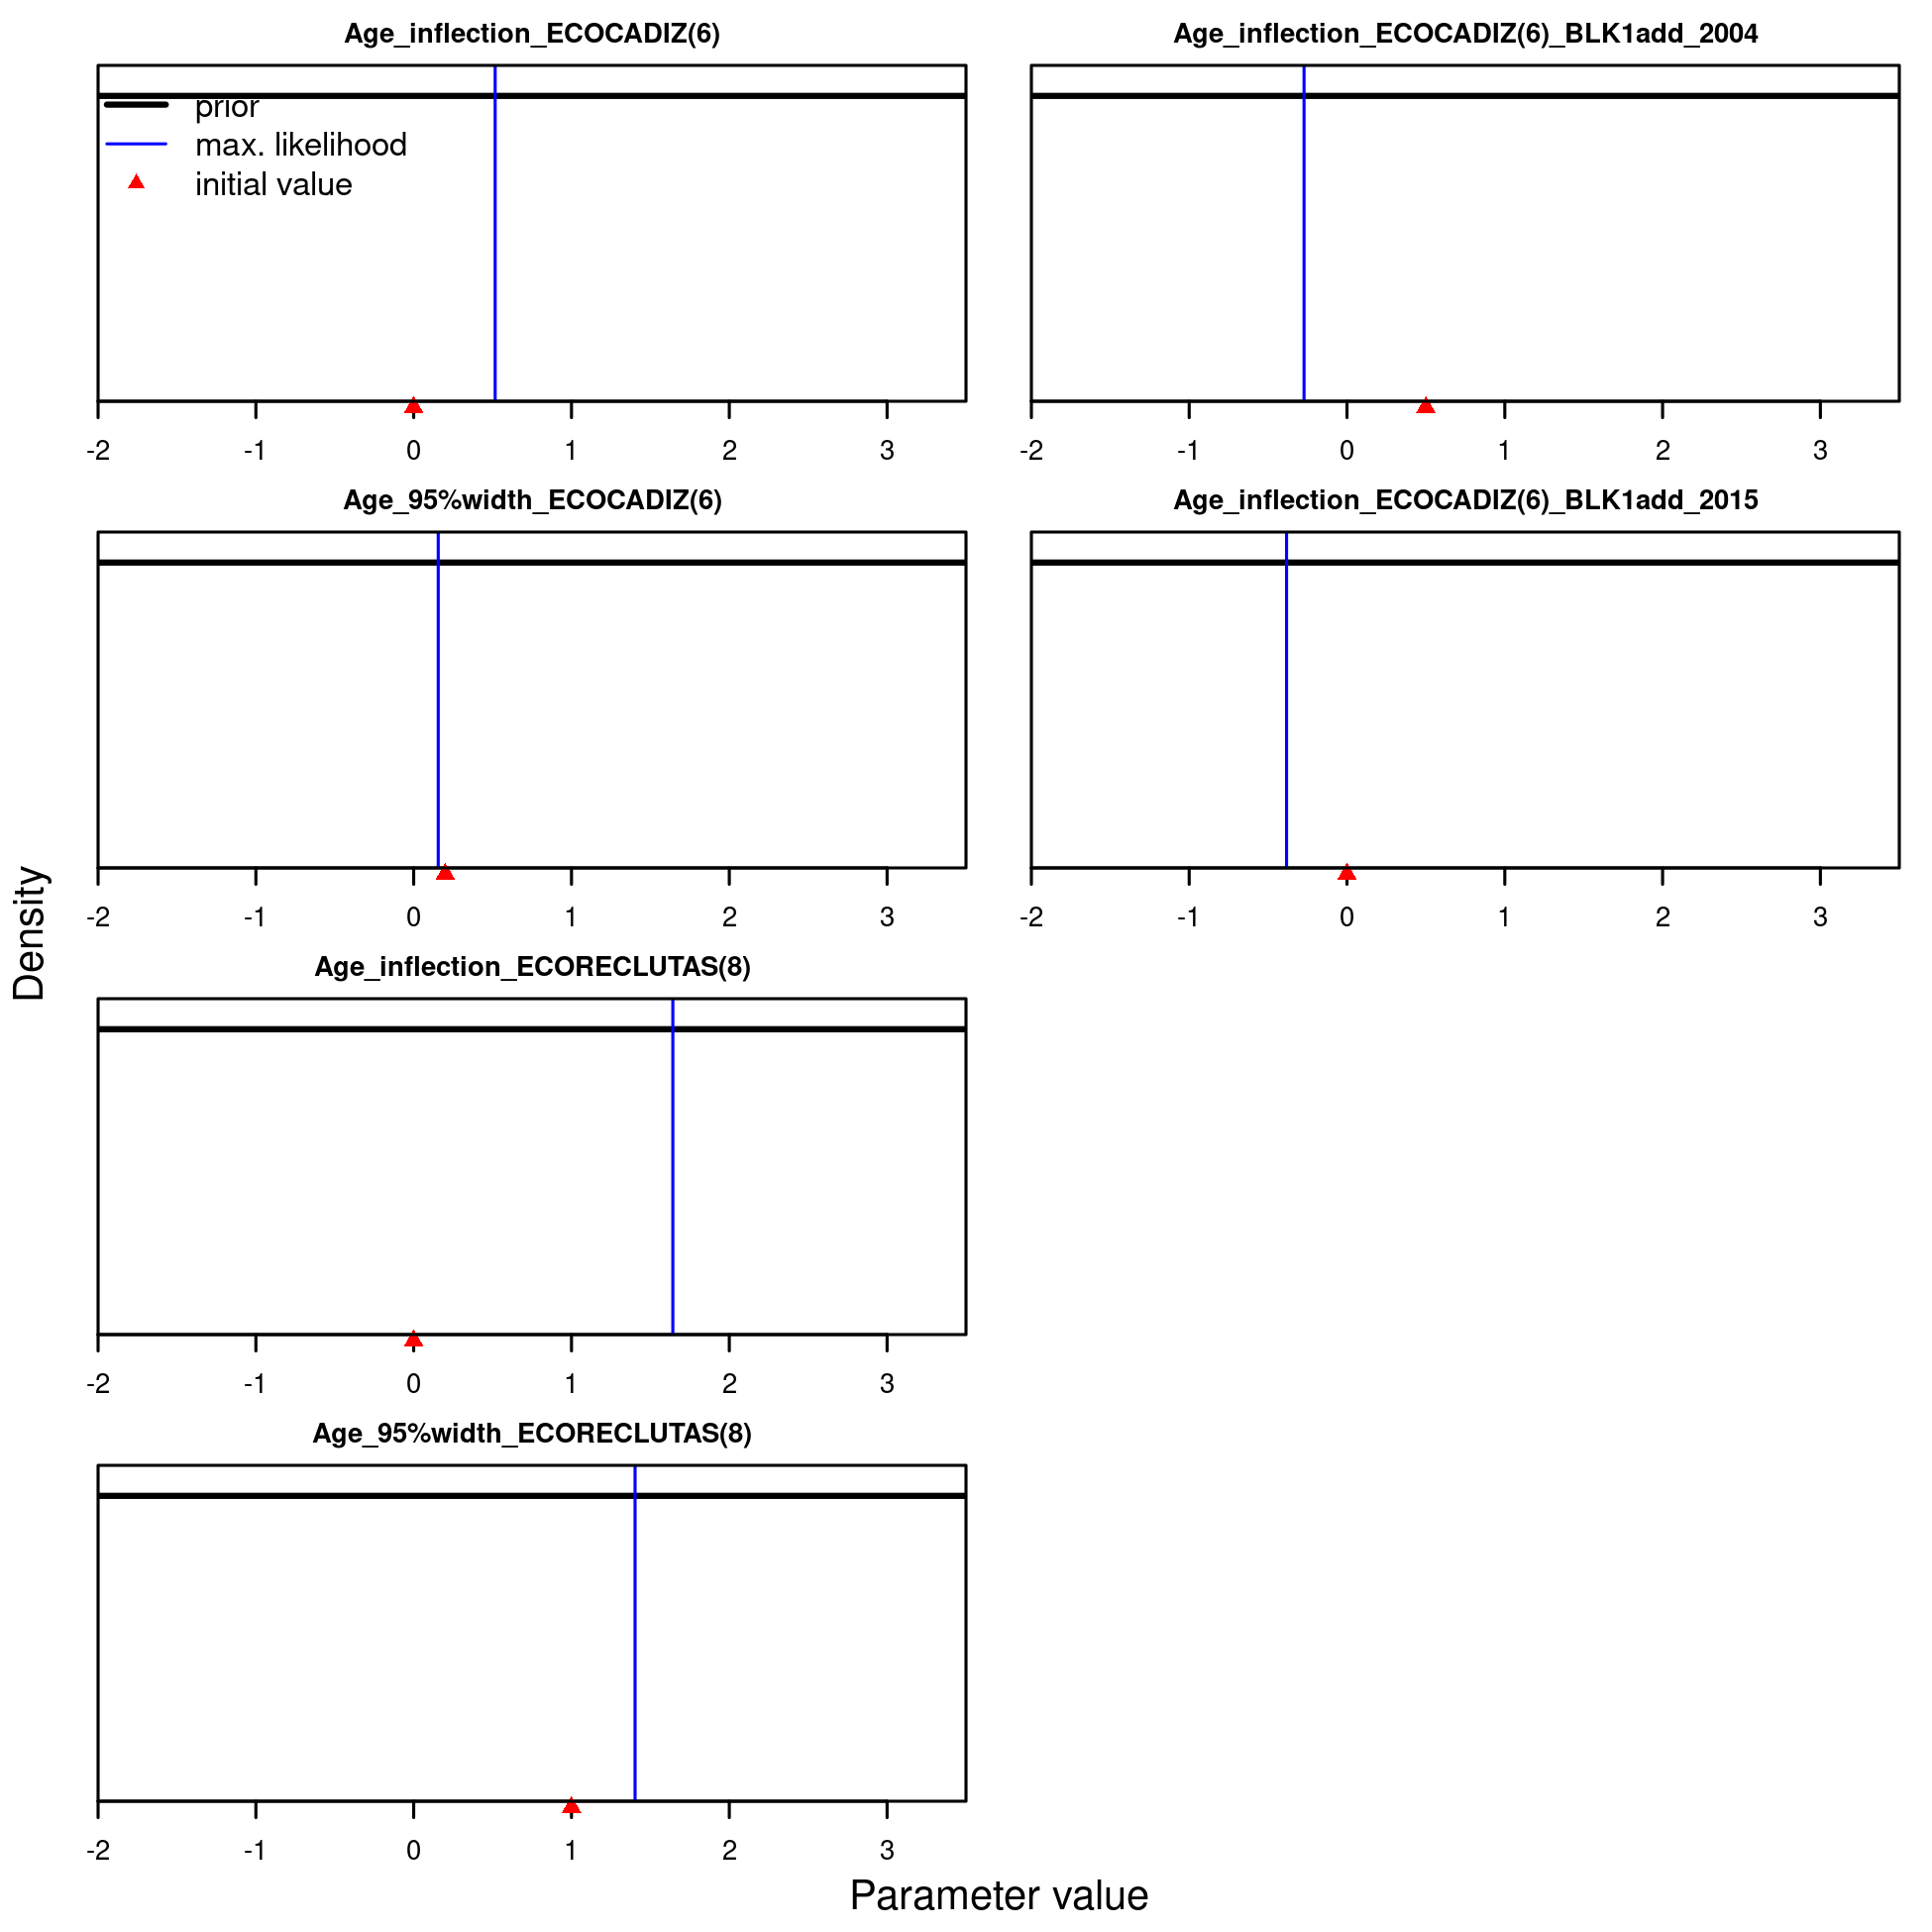 Age_inflection_ECOCADIZ(6)
prior
max. likelihood
initial value
-2 -1 0 1 2 3
Age_inflection_ECOCADIZ(6)_BLK1add_2004
-2 -1 0 1 2 3
Age_95%width_ECOCADIZ(6)
-2 -1 0 1 2 3
Age_inflection_ECOCADIZ(6)_BLK1add_2015
-2 -1 0 1 2 3
Age_inflection_ECORECLUTAS(8)
-2 -1 0 1 2 3
Age_95%width_ECORECLUTAS(8)
-2 -1 0 1 2 3
Density
Parameter value